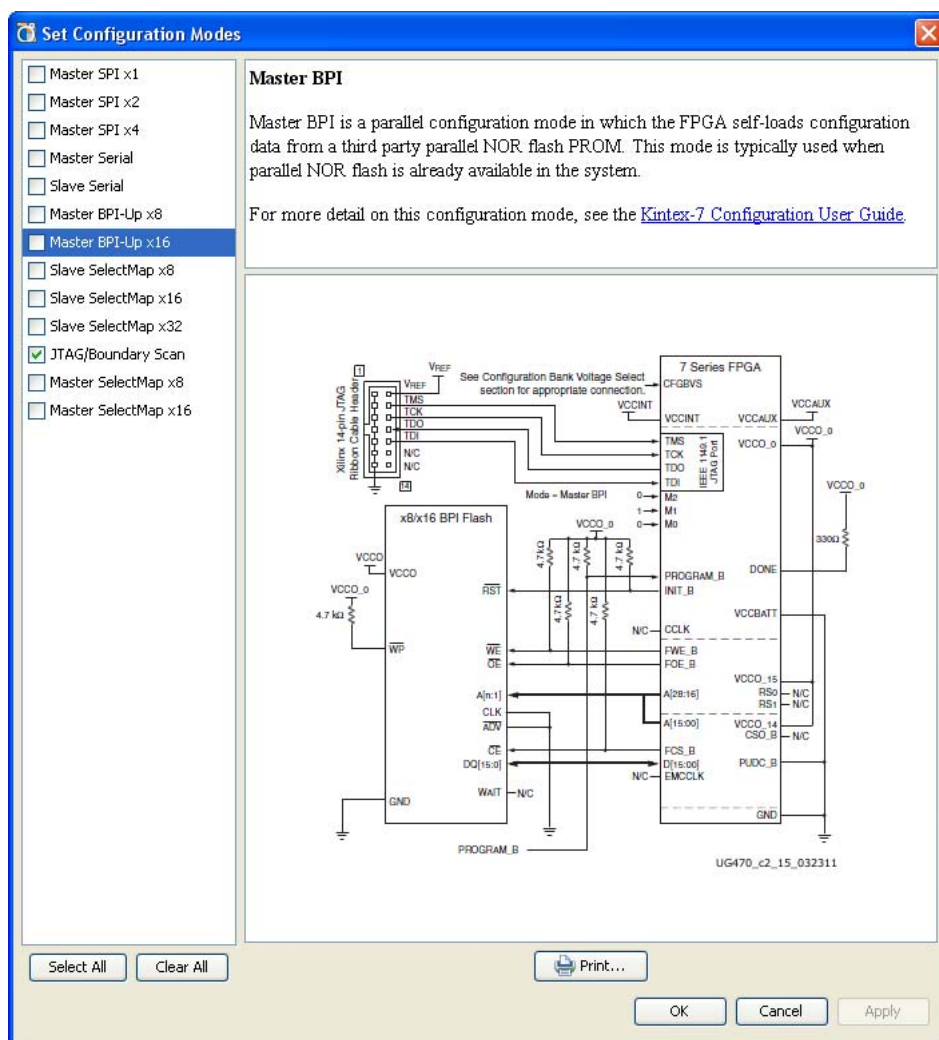 Set Configuration Modes
Master SPI x1
Master SPI x2
Master SPI x4
Master Serial
Slave Serial
Master BPI-Up x8
Master BPI-Up x16
Slave SelectMap x8
Slave SelectMap x16
Slave SelectMap x32
JTAG/Boundary Scan
Master SelectMap x8
Master SelectMap x16
Master BPI
Master BPI is a parallel configuration mode in which the FPGA self-loads configuration
data from a third party parallel NOR flash PROM. This mode is typically used when
parallel NOR flash is already available in the system.
For more detail on this configuration mode, see the Kintex-7 Configuration User Guide.
Xilinx 14-pin JTAG
Ribbon Cable Header
1
14
VREF
VREF
TMS
TCK
TDO
TDI
N/C
N/C
See Configuration Bank Voltage Select
section for appropriate connection.
VCCINT
Mode = Master BPI
0
1
0
7 Series FPGA
CFGBVS
VCCINT
VCCAUX
VCCAUX
VCCO_0
VCCO_0
TMS
TCK
TDO
TDI
IEEE 1149.1
JTAG Port
M2
M1
M0
VCCO_0
330Ω
DONE
PROGRAM_B
INIT_B
VCCBATT
N/C
CCLK
FWE_B
FOE_B
VCCO_15
RS0
N/C
RS1
N/C
A[28:16]
A[15:00]
VCCO_14
CSO_B
N/C
FCS_B
D[15:00]
PUDC_B
N/C
EMCCLK
GND
VCCO_0
4.7 kΩ
4.7 kΩ
4.7 kΩ
4.7 kΩ
4.7 kΩ
x8/x16 BPI Flash
VCCO
VCCO
VCCO_0
4.7 kΩ
RST
WP
WE
OE
A[n:1]
CLK
ADV
CE
DQ[15:0]
WAIT
N/C
GND
PROGRAM_B
UG470_c2_15_032311
Select All
Clear All
Print...
OK
Cancel
Apply